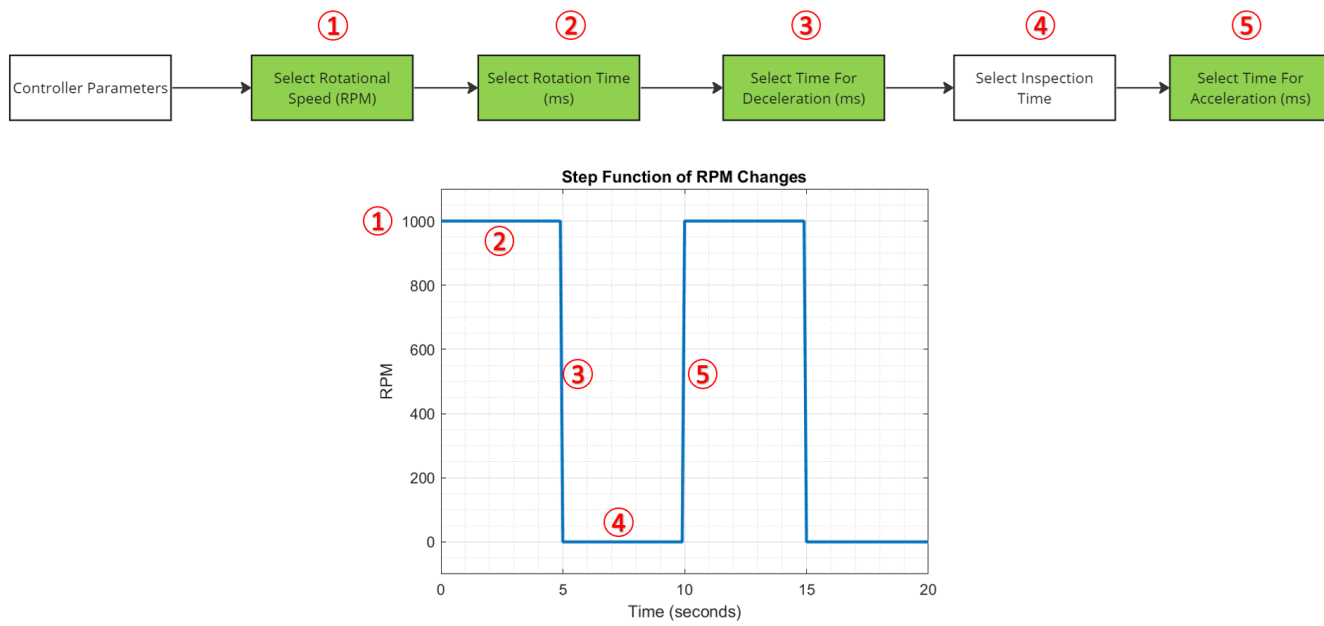 ① ② ③ ④ ⑤
Controller Parameters
Select Rotational
Speed (RPM)
Select Rotation Time
(ms)
Select Time For
Deceleration (ms)
Select Inspection
Time
Select Time For
Acceleration (ms)
Step Function of RPM Changes
①
②
③
④
⑤
1000
800
600
400
200
0
RPM
0 5 10 15 20
Time (seconds)